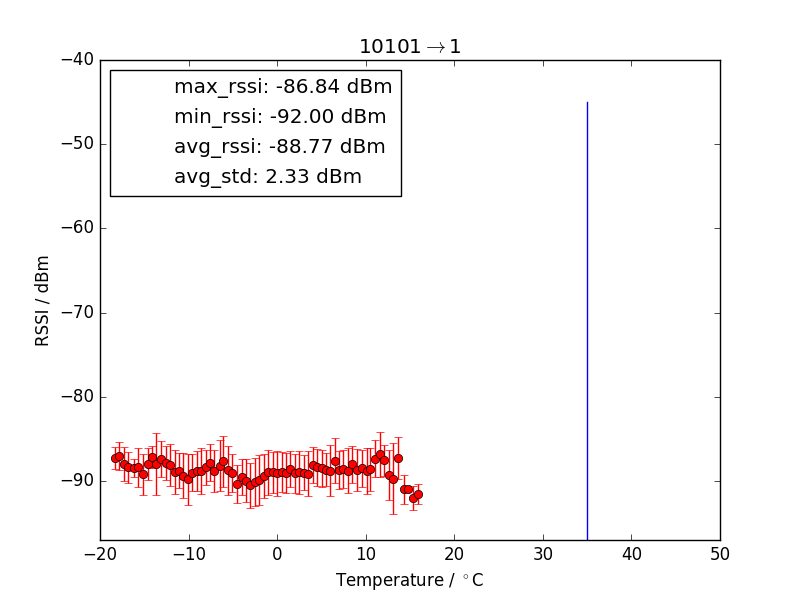 10101→1
max_rssi: -86.84 dBm
min_rssi: -92.00 dBm
avg_rssi: -88.77 dBm
avg_std: 2.33 dBm
−40
−50
−60
−70
−80
−90
RSSI / dBm
−20 −10 0 10 20 30 40 50
Temperature / °C